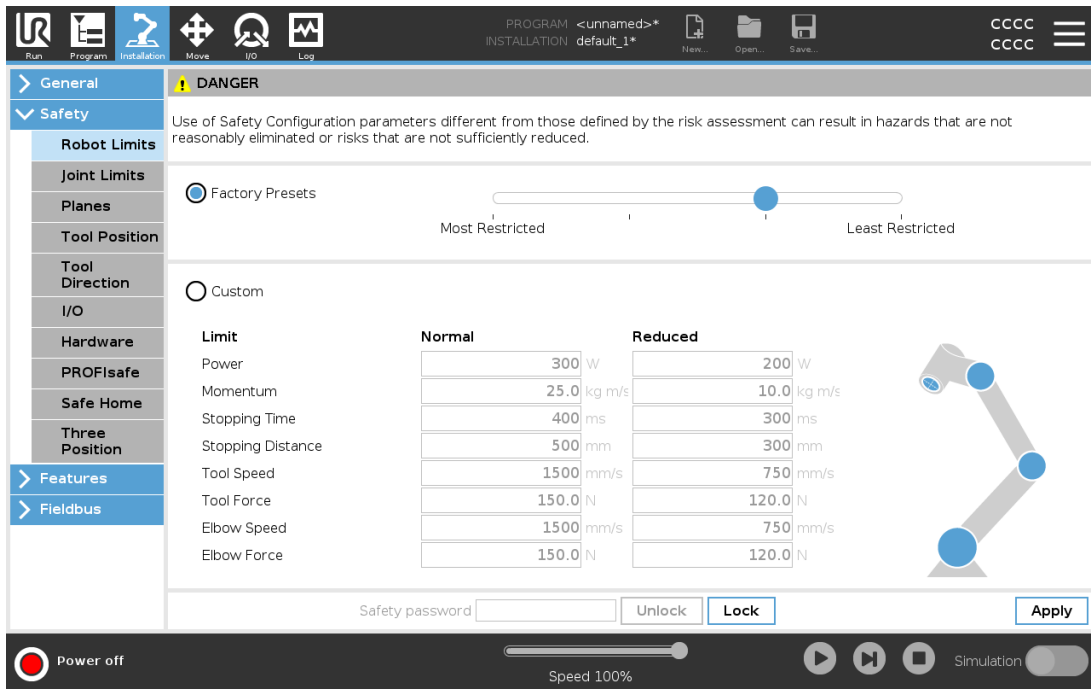 PROGRAM <unnamed>*
INSTALLATION default_1*
CCCC
CCCC
Run Program Installation Move I/O Log New... Open... Save...
General
Safety
Robot Limits
Joint Limits
Planes
Tool Position
Tool
Direction
I/O
Hardware
PROFIsafe
Safe Home
Three
Position
Features
Fieldbus
DANGER
Use of Safety Configuration parameters different from those defined by the risk assessment can result in hazards that are not
reasonably eliminated or risks that are not sufficiently reduced.
Factory Presets
Most Restricted Least Restricted
Custom
Limit Normal Reduced
Power 300 W 200 W
Momentum 25.0 kg m/s 10.0 kg m/s
Stopping Time 400 ms 300 ms
Stopping Distance 500 mm 300 mm
Tool Speed 1500 mm/s 750 mm/s
Tool Force 150.0 N 120.0 N
Elbow Speed 1500 mm/s 750 mm/s
Elbow Force 150.0 N 120.0 N
Safety password Unlock Lock Apply
Power off
Speed 100%
Simulation